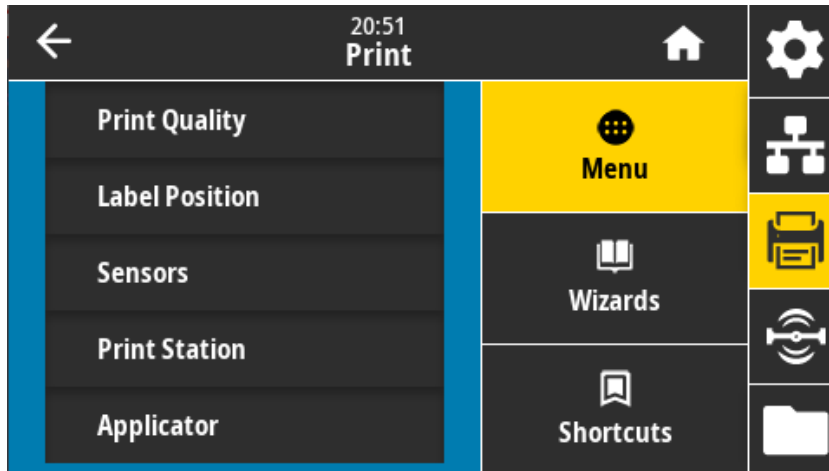 20:51
Print
Print Quality
Label Position
Sensors
Print Station
Applicator
Menu
Wizards
Shortcuts